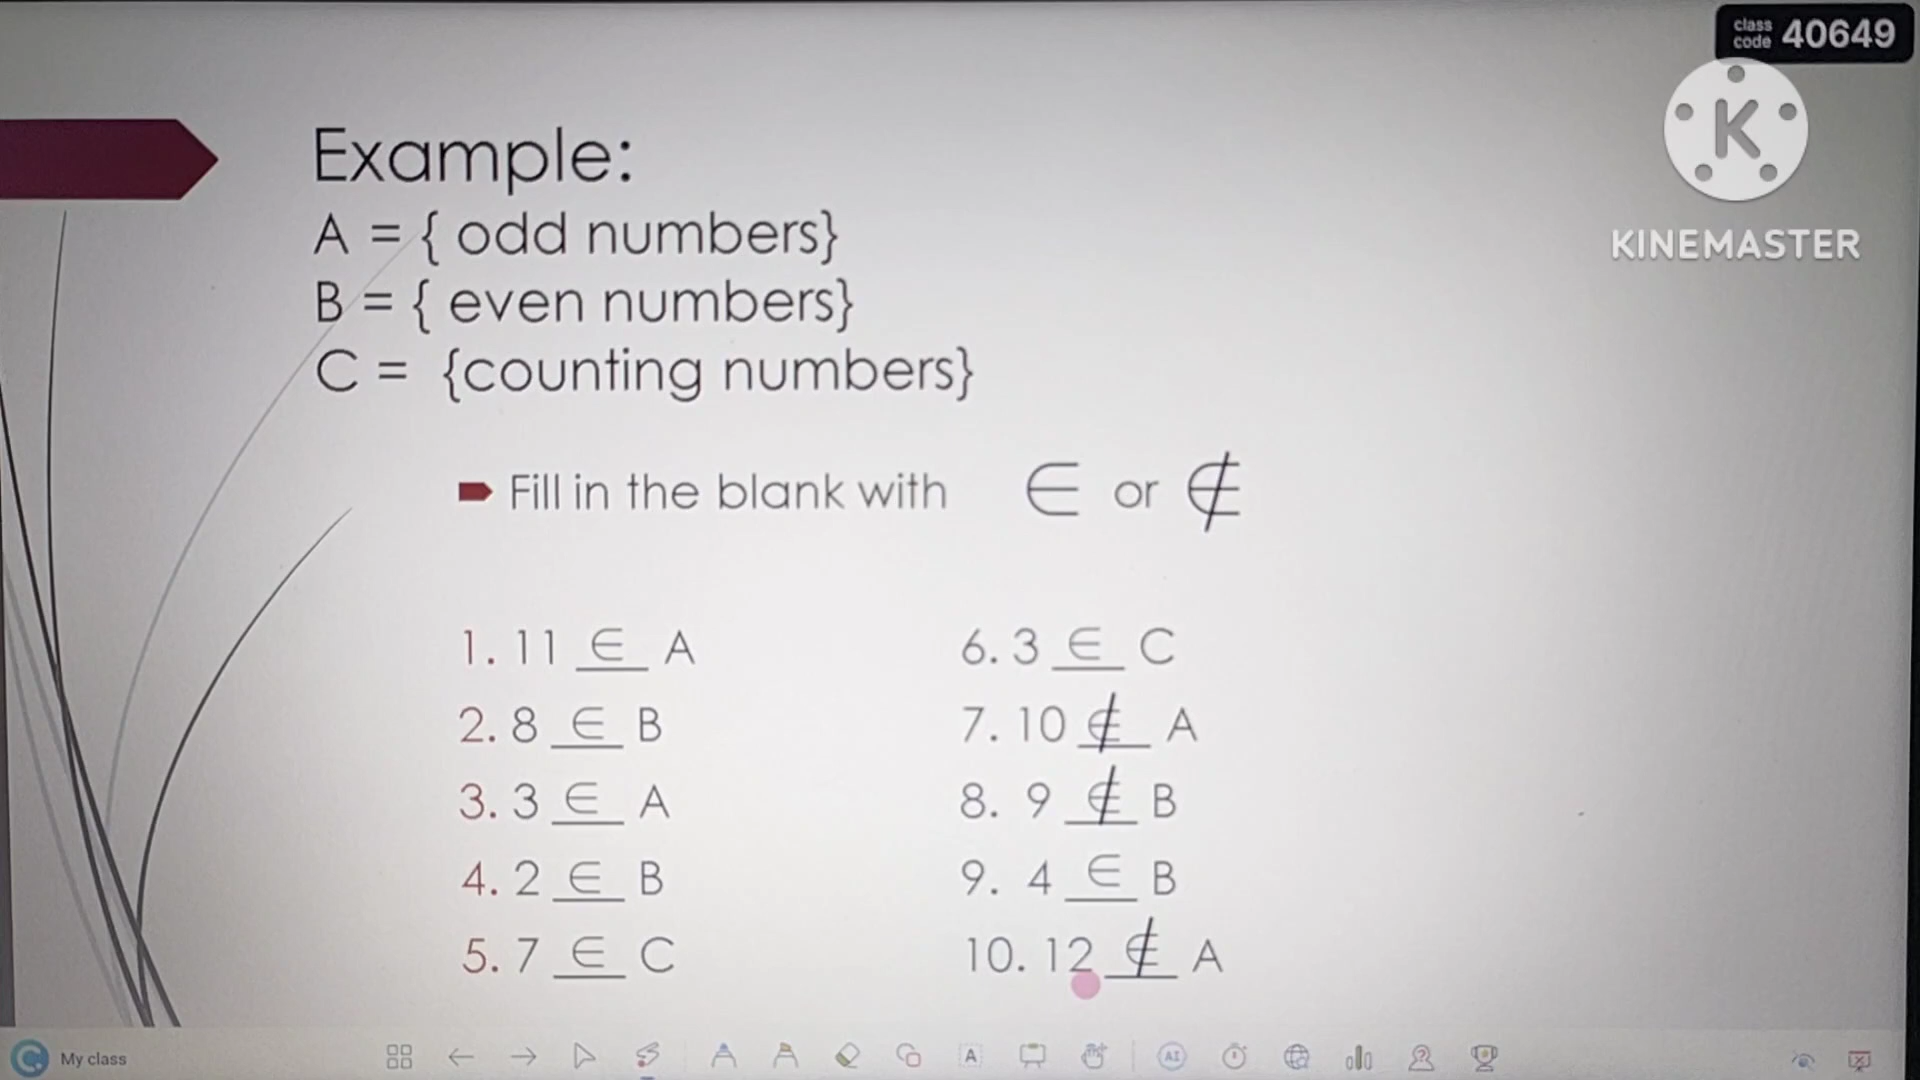 class code 40649
KINEMASTER
Example:
A = { odd numbers}
B = { even numbers}
C = {counting numbers}
Fill in the blank with ∈ or ∉
1. 11 ∈ A
2. 8 ∈ B
3. 3 ∈ A
4. 2 ∈ B
5. 7 ∈ C
6. 3 ∈ C
7. 10 ∉ A
8. 9 ∉ B
9. 4 ∈ B
10. 12 ∉ A
My class